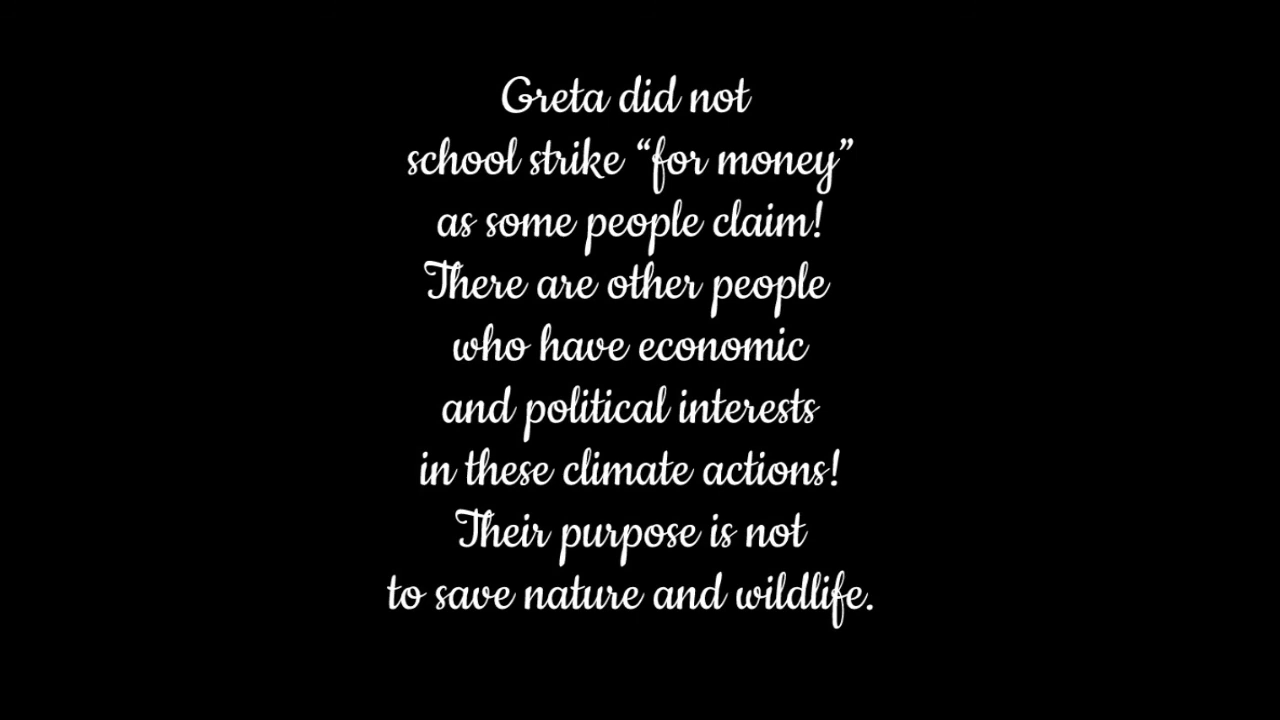 Greta did not
school strike “for money”
as some people claim!
There are other people
who have economic
and political interests
in these climate actions!
Their purpose is not
to save nature and wildlife.